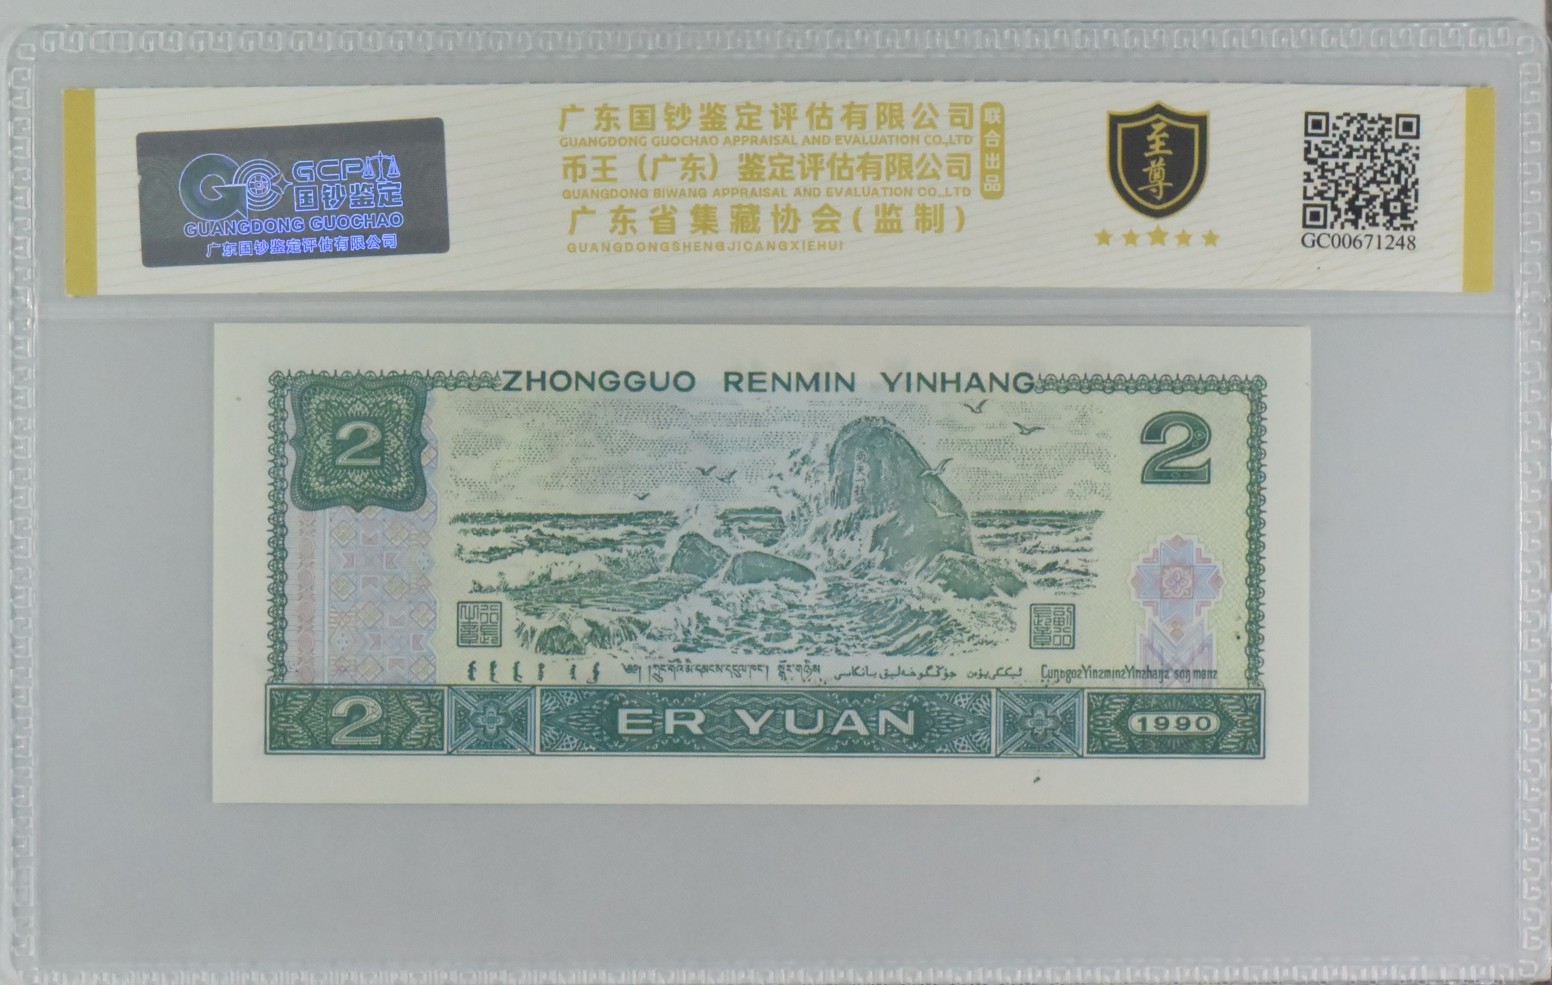 GCP
国钞鉴定
GUANGDONG GUOCHAO
广东国钞鉴定评估有限公司
广东国钞鉴定评估有限公司
GUANGDONG GUOCHAO APPRAISAL AND EVALUATION CO.,LTD
币王（广东）鉴定评估有限公司
GUANGDONG BIWANG APPRAISAL AND EVALUATION CO.,LTD
广东省集藏协会(监制)
GUANGDONGSHENGJICANGXIEHUI
联合出品
至尊
GC00671248
ZHONGGUO RENMIN YINHANG
2
2
南天一柱
2
ER YUAN
1990